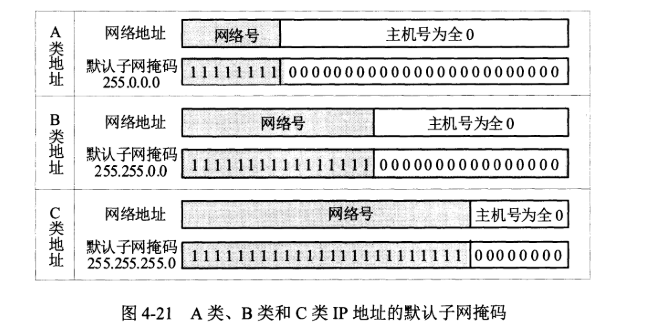 A类地址
网络地址
网络号
主机号为全0
默认子网掩码
255.0.0.0
11111111
000000000000000000000000
B类地址
网络地址
网络号
主机号为全0
默认子网掩码
255.255.0.0
1111111111111111
0000000000000000
C类地址
网络地址
网络号
主机号为全0
默认子网掩码
255.255.255.0
111111111111111111111111
00000000
图 4-21 A 类、B 类和 C 类 IP 地址的默认子网掩码